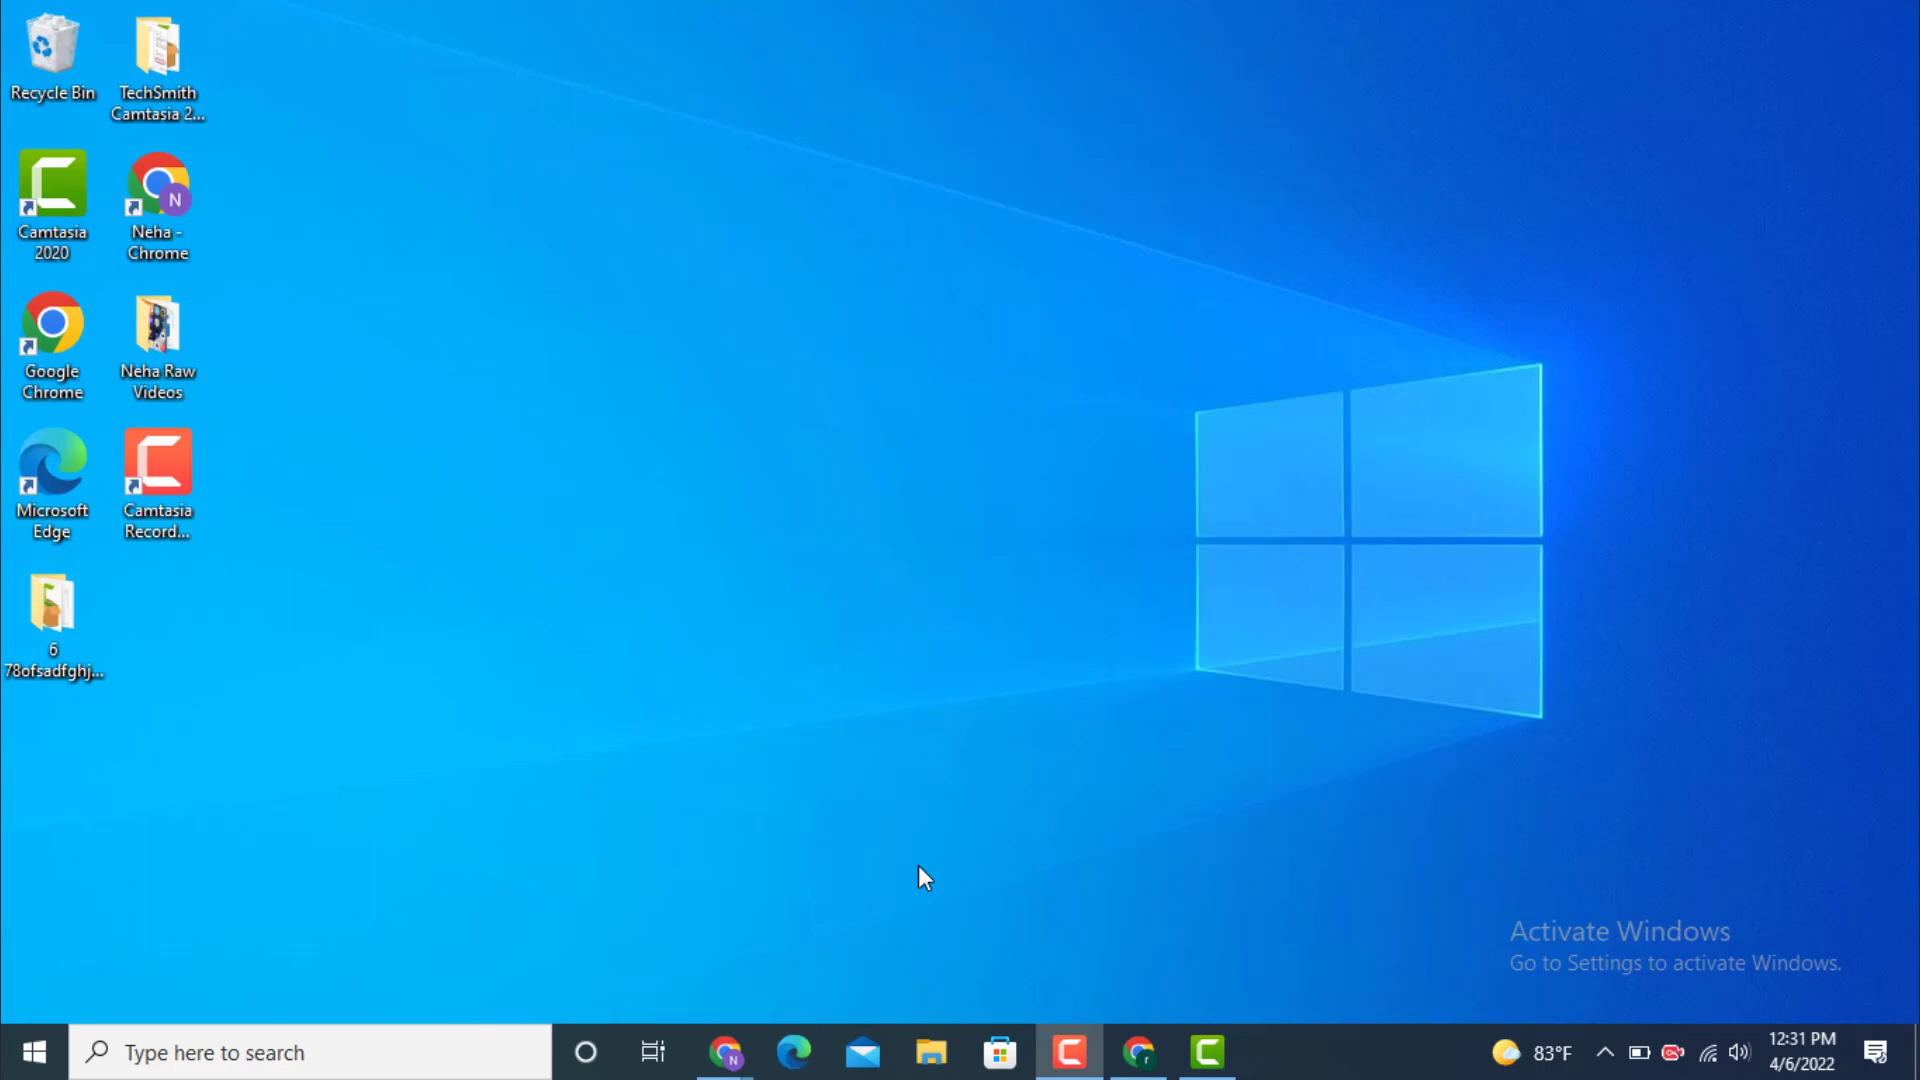 Recycle Bin
TechSmith
Camtasia 2...
Camtasia
2020
N
Neha -
Chrome
Google
Chrome
Neha Raw
Videos
Microsoft
Edge
Camtasia
Record...
6
78ofsadfghj...
Activate Windows
Go to Settings to activate Windows.
Type here to search
N
r
83°F
12:31 PM
4/6/2022